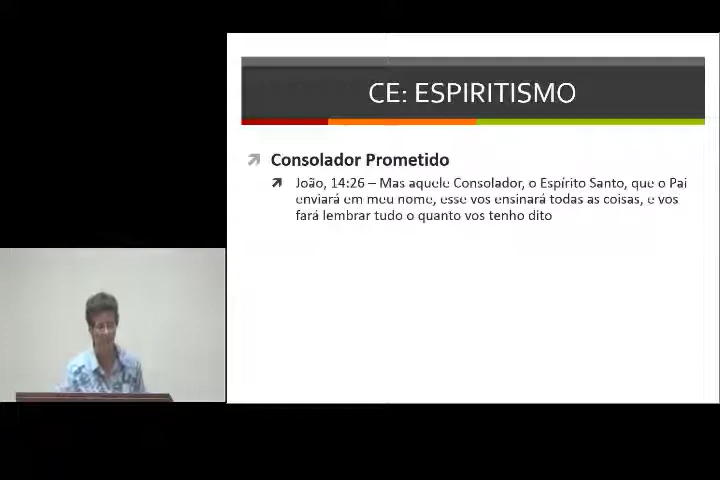 CE: ESPIRITISMO
Consolador Prometido
João, 14:26 – Mas aquele Consolador, o Espírito Santo, que o Pai
enviará em meu nome, esse vos ensinará todas as coisas, e vos
fará lembrar tudo o quanto vos tenho dito